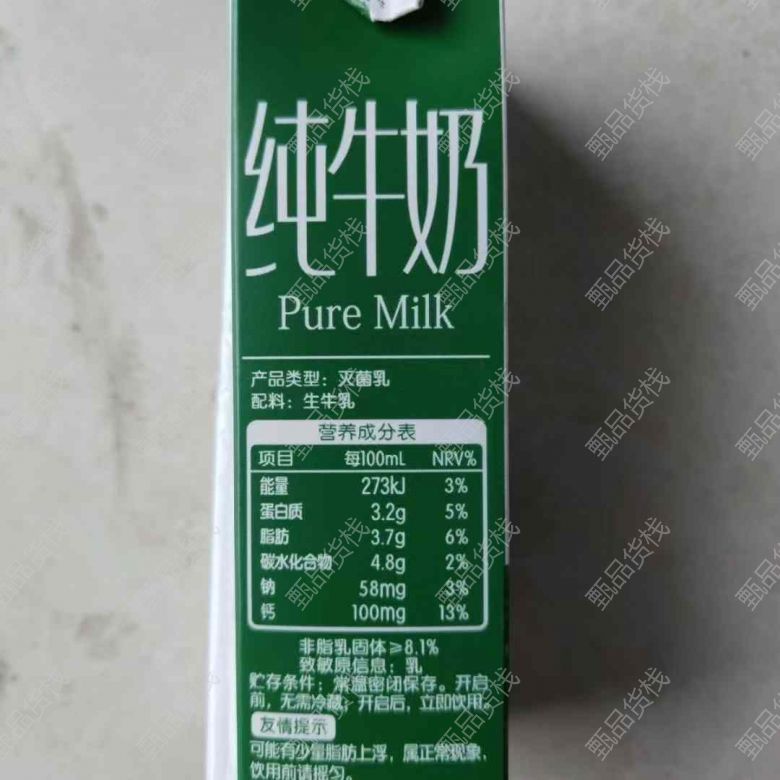 纯牛奶
Pure Milk
产品类型：灭菌乳
配料：生牛乳
营养成分表
项目 每100mL NRV%
能量 273kJ 3%
蛋白质 3.2g 5%
脂肪 3.7g 6%
碳水化合物 4.8g 2%
钠 58mg 3%
钙 100mg 13%
非脂乳固体≥8.1%
致敏原信息：乳
贮存条件：常温密闭保存。开启
前，无需冷藏；开启后，立即饮用。
友情提示
可能有少量脂肪上浮，属正常现象，
饮用前请摇匀。
甄品货栈